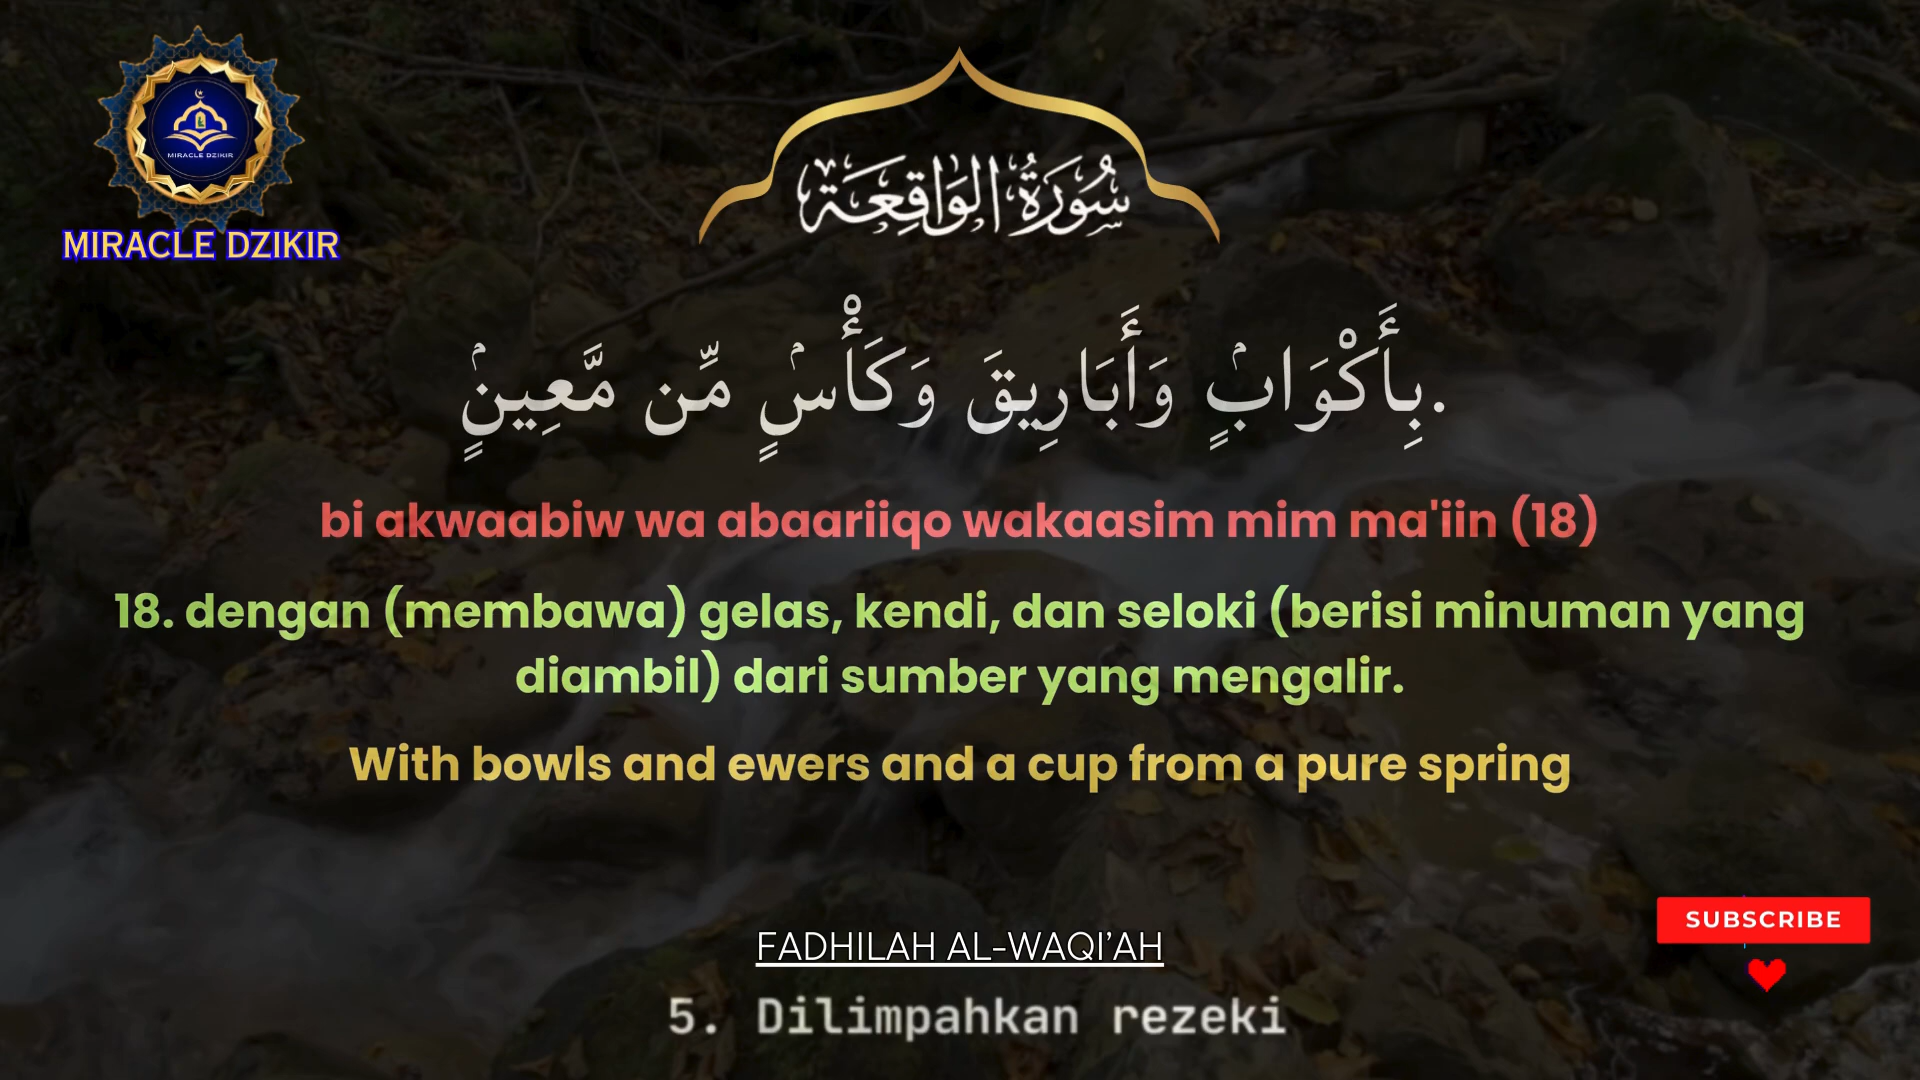 MIRACLE DZIKIR
MIRACLE DZIKIR
سُورَةُ الوَاقِعَة
بِأَكْوَابٍۢ وَأَبَارِيقَ وَكَأْسٍۢ مِّن مَّعِينٍۢ.
bi akwaabiw wa abaariiqo wakaasim mim ma'iin (18)
18. dengan (membawa) gelas, kendi, dan seloki (berisi minuman yang
diambil) dari sumber yang mengalir.
With bowls and ewers and a cup from a pure spring
SUBSCRIBE
FADHILAH AL-WAQI’AH
5. Dilimpahkan rezeki